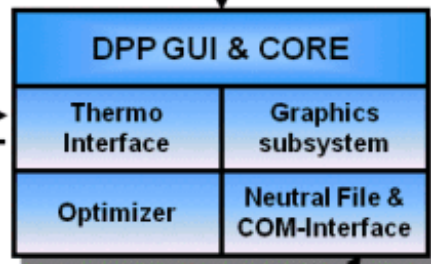 DPP GUI & CORE
Thermo
Interface
Graphics
subsystem
Optimizer
Neutral File &
COM-Interface